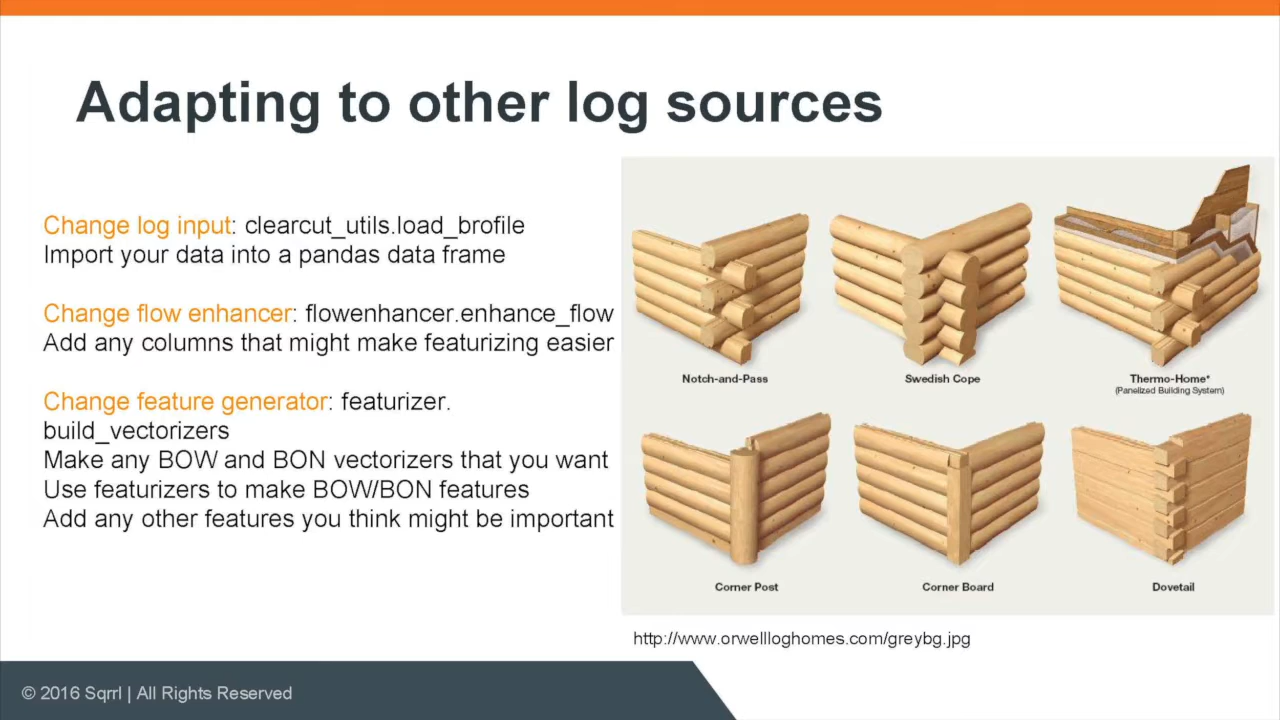 Adapting to other log sources
Change log input: clearcut_utils.load_brofile
Import your data into a pandas data frame
Change flow enhancer: flowenhancer.enhance_flow
Add any columns that might make featurizing easier
Change feature generator: featurizer.
build_vectorizers
Make any BOW and BON vectorizers that you want
Use featurizers to make BOW/BON features
Add any other features you think might be important
Notch-and-Pass
Swedish Cope
Thermo-Home*
(Panelized Building System)
Corner Post
Corner Board
Dovetail
http://www.orwellloghomes.com/greybg.jpg
© 2016 Sqrrl | All Rights Reserved